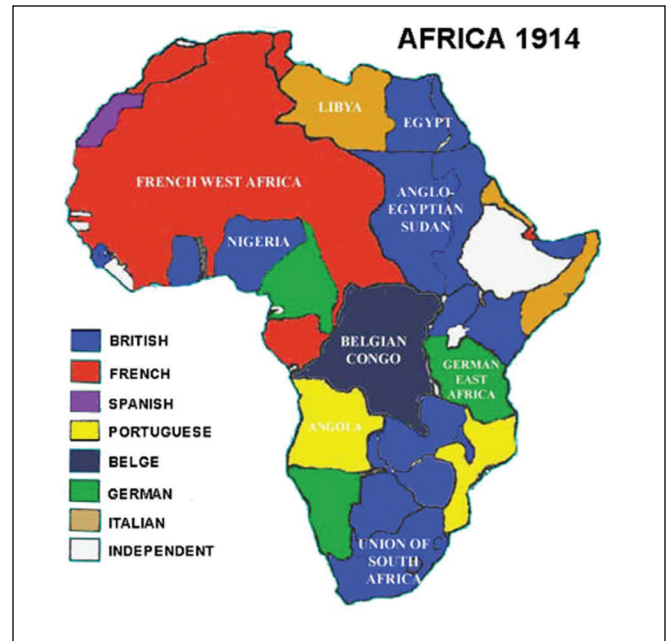 AFRICA 1914
LIBYA
EGYPT
FRENCH WEST AFRICA
ANGLO-
EGYPTIAN
SUDAN
NIGERIA
BELGIAN
CONGO
GERMAN
EAST
AFRICA
ANGOLA
UNION OF
SOUTH
AFRICA
BRITISH
FRENCH
SPANISH
PORTUGUESE
BELGE
GERMAN
ITALIAN
INDEPENDENT